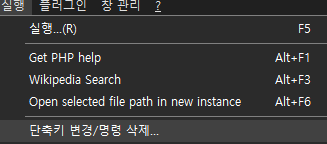 실행 플러그인 창 관리 ?
실행...(R) F5
Get PHP help Alt+F1
Wikipedia Search Alt+F3
Open selected file path in new instance Alt+F6
단축키 변경/명령 삭제...